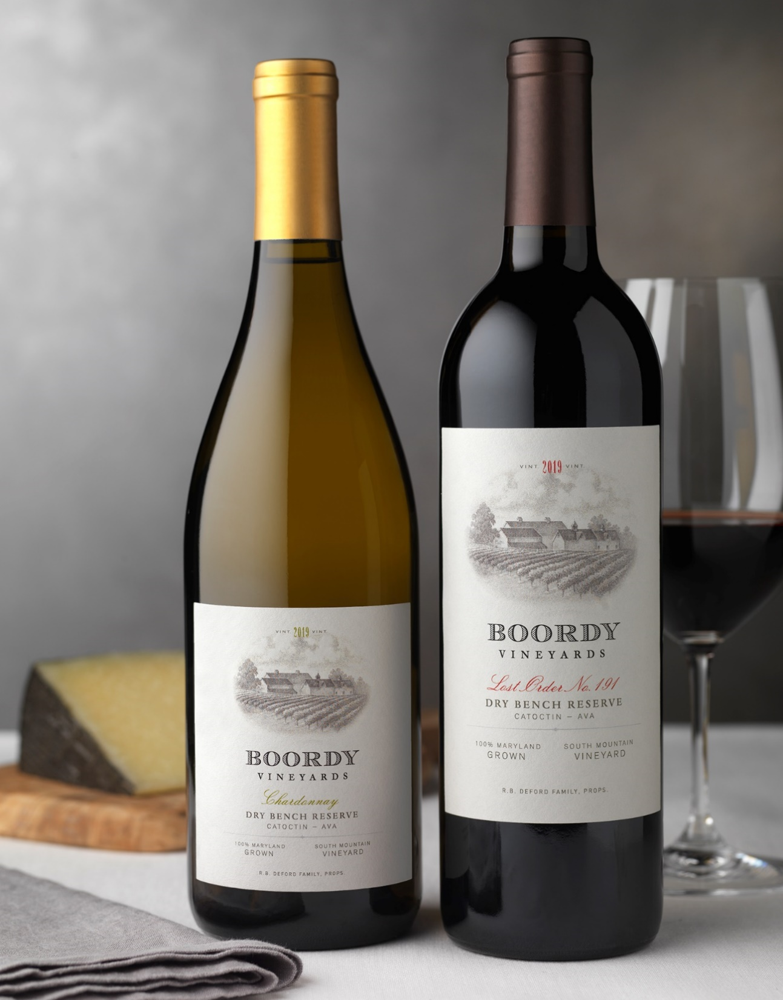 VINT. 2019 VINT.
BOORDY
VINEYARDS
Chardonnay
DRY BENCH RESERVE
CATOCTIN – AVA
100% MARYLAND
GROWN
SOUTH MOUNTAIN
VINEYARD
R.B. DEFORD FAMILY, PROPS.
VINT. 2019 VINT.
BOORDY
VINEYARDS
Lost Order No. 191
DRY BENCH RESERVE
CATOCTIN – AVA
100% MARYLAND
GROWN
SOUTH MOUNTAIN
VINEYARD
R.B. DEFORD FAMILY, PROPS.